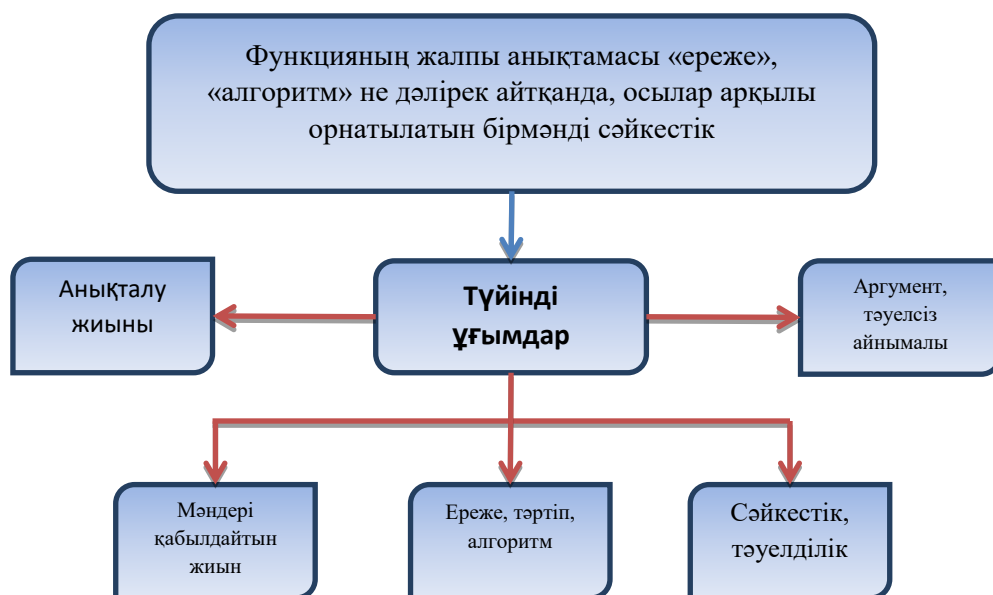 Функцияның жалпы анықтамасы «ереже»,
«алгоритм» не дәлірек айтқанда, осылар арқылы
орнатылатын бірмәнді сәйкестік
Анықталу
жиыны
Түйінді
ұғымдар
Аргумент,
тәуелсіз
айнымалы
Мәндері
қабылдайтын
жиын
Ереже, тәртіп,
алгоритм
Сәйкестік,
тәуелділік